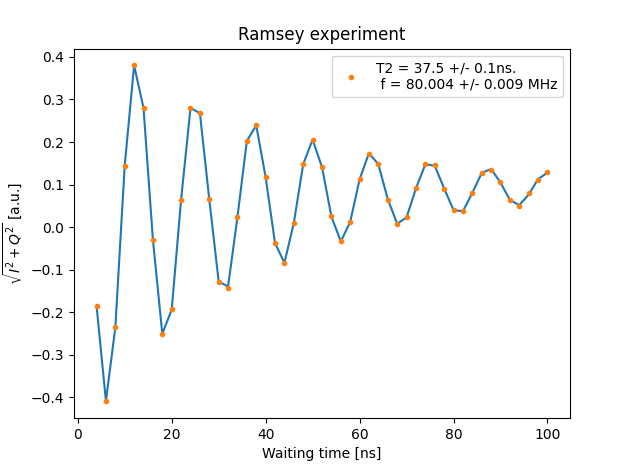 Ramsey experiment
T2 = 37.5 +/- 0.1ns.
f = 80.004 +/- 0.009 MHz
√I² + Q² [a.u.]
0.4
0.3
0.2
0.1
0.0
−0.1
−0.2
−0.3
−0.4
0 20 40 60 80 100
Waiting time [ns]